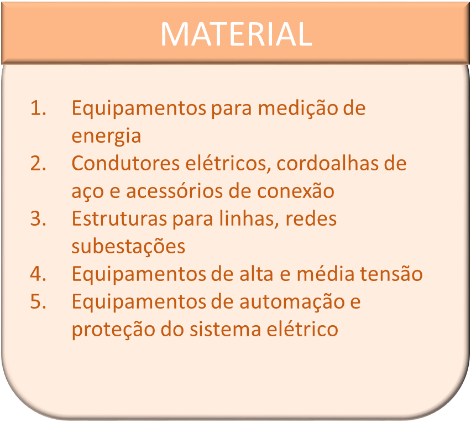 MATERIAL
1. Equipamentos para medição de
energia
2. Condutores elétricos, cordoalhas de
aço e acessórios de conexão
3. Estruturas para linhas, redes
subestações
4. Equipamentos de alta e média tensão
5. Equipamentos de automação e
proteção do sistema elétrico